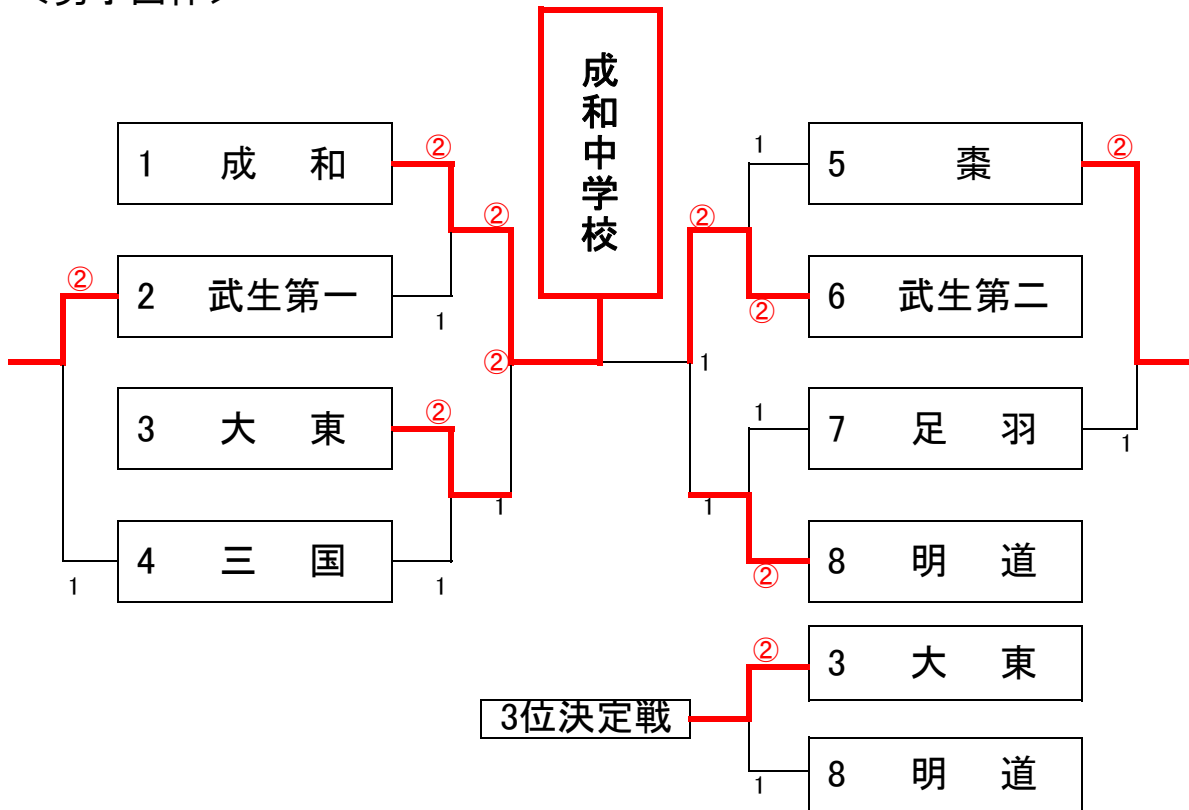 成和中学校
② 1 成 和
②
② 2 武生第一 1
②
3 大 東 ②
1
1 4 三 国 1
1 5 棗 ②
②
② 6 武生第二
1
1 7 足 羽 1
1
② 8 明 道
② 3 大 東
3位決定戦
1 8 明 道